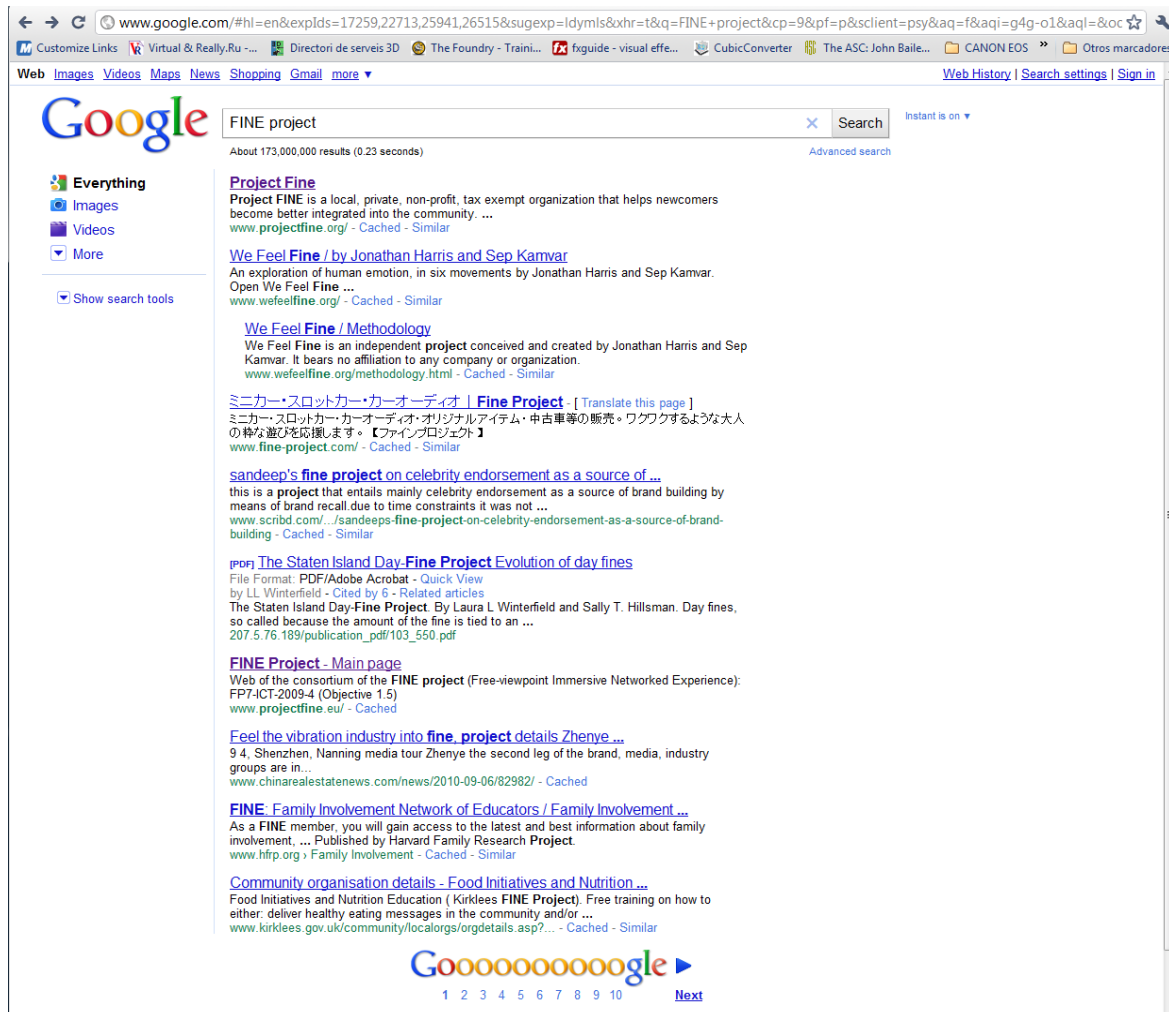 www.google.com/#hl=en&expIds=17259,22713,25941,26515&sugexp=ldymls&xhr=t&q=FINE+project&cp=9&pf=p&sclient=psy&aq=f&aqi=g4g-o1&aql=&oc
Customize Links Virtual & Really.Ru -... Directori de serveis 3D The Foundry - Traini... fxguide - visual effe... CubicConverter The ASC: John Baile... CANON EOS » Otros marcadores
Web Images Videos Maps News Shopping Gmail more ▼ Web History | Search settings | Sign in
Google
FINE project × Search Instant is on ▼
About 173,000,000 results (0.23 seconds) Advanced search
Everything
Images
Videos
More
Show search tools
Project Fine
Project FINE is a local, private, non-profit, tax exempt organization that helps newcomers
become better integrated into the community. ...
www.projectfine.org/ - Cached - Similar
We Feel Fine / by Jonathan Harris and Sep Kamvar
An exploration of human emotion, in six movements by Jonathan Harris and Sep Kamvar.
Open We Feel Fine ...
www.wefeelfine.org/ - Cached - Similar
We Feel Fine / Methodology
We Feel Fine is an independent project conceived and created by Jonathan Harris and Sep
Kamvar. It bears no affiliation to any company or organization.
www.wefeelfine.org/methodology.html - Cached - Similar
ミニカー・スロットカー・カーオーディオ | Fine Project - [ Translate this page ]
ミニカー・スロットカー・カーオーディオ・オリジナルアイテム・中古車等の販売。ワクワクするような大人
の粋な遊びを応援します。【ファインプロジェクト】
www.fine-project.com/ - Cached - Similar
sandeep's fine project on celebrity endorsement as a source of ...
this is a project that entails mainly celebrity endorsement as a source of brand building by
means of brand recall.due to time constraints it was not ...
www.scribd.com/.../sandeeps-fine-project-on-celebrity-endorsement-as-a-source-of-brand-
building - Cached - Similar
[PDF] The Staten Island Day-Fine Project Evolution of day fines
File Format: PDF/Adobe Acrobat - Quick View
by LL Winterfield - Cited by 6 - Related articles
The Staten Island Day-Fine Project. By Laura L Winterfield and Sally T. Hillsman. Day fines,
so called because the amount of the fine is tied to an ...
207.5.76.189/publication_pdf/103_550.pdf
FINE Project - Main page
Web of the consortium of the FINE project (Free-viewpoint Immersive Networked Experience):
FP7-ICT-2009-4 (Objective 1.5)
www.projectfine.eu/ - Cached
Feel the vibration industry into fine, project details Zhenye ...
9 4, Shenzhen, Nanning media tour Zhenye the second leg of the brand, media, industry
groups are in...
www.chinarealestatenews.com/news/2010-09-06/82982/ - Cached
FINE: Family Involvement Network of Educators / Family Involvement ...
As a FINE member, you will gain access to the latest and best information about family
involvement, ... Published by Harvard Family Research Project.
www.hfrp.org › Family Involvement - Cached - Similar
Community organisation details - Food Initiatives and Nutrition ...
Food Initiatives and Nutrition Education ( Kirklees FINE Project). Free training on how to
either: deliver healthy eating messages in the community and/or ...
www.kirklees.gov.uk/community/localorgs/orgdetails.asp?... - Cached - Similar
Goooooooooogle
1 2 3 4 5 6 7 8 9 10 Next